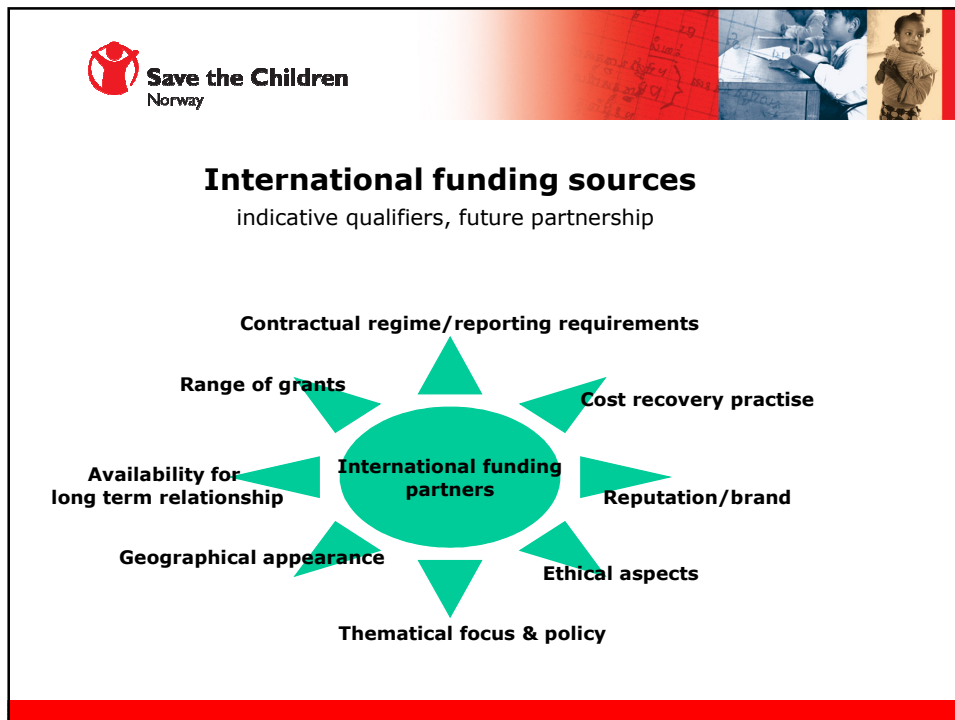 Save the Children
Norway
International funding sources
indicative qualifiers, future partnership
Contractual regime/reporting requirements
Range of grants
Cost recovery practise
Availability for
long term relationship
International funding
partners
Reputation/brand
Geographical appearance
Ethical aspects
Thematical focus & policy